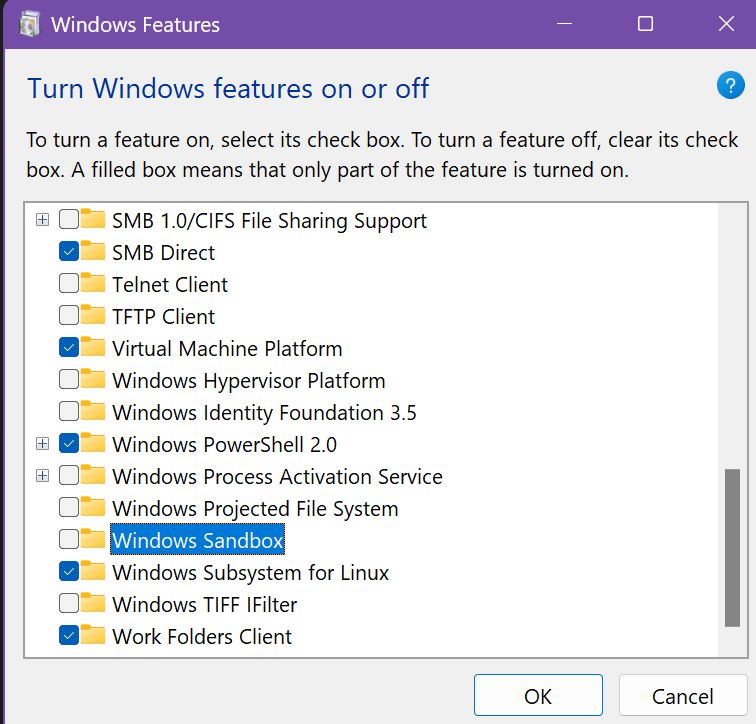 Windows Features
Turn Windows features on or off
?
To turn a feature on, select its check box. To turn a feature off, clear its check
box. A filled box means that only part of the feature is turned on.
SMB 1.0/CIFS File Sharing Support
SMB Direct
Telnet Client
TFTP Client
Virtual Machine Platform
Windows Hypervisor Platform
Windows Identity Foundation 3.5
Windows PowerShell 2.0
Windows Process Activation Service
Windows Projected File System
Windows Sandbox
Windows Subsystem for Linux
Windows TIFF IFilter
Work Folders Client
OK
Cancel